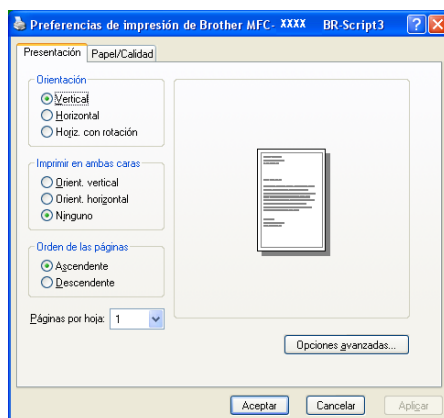 Preferencias de impresión de Brother MFC- XXXX BR-Script3
Presentación Papel/Calidad
Orientación
Vertical
Horizontal
Horiz. con rotación
Imprimir en ambas caras
Orient. vertical
Orient. horizontal
Ninguno
Orden de las páginas
Ascendente
Descendente
Páginas por hoja: 1
Opciones avanzadas...
Aceptar Cancelar Aplicar